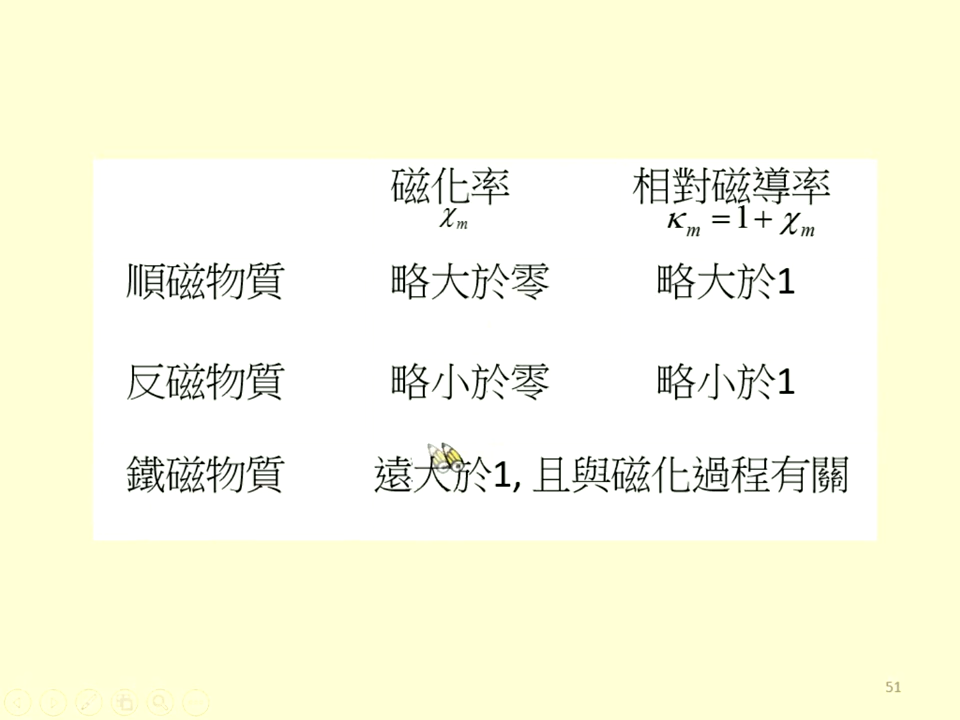 磁化率 相對磁導率
χm κm = 1 + χm
順磁物質 略大於零 略大於1
反磁物質 略小於零 略小於1
鐵磁物質 遠大於1, 且與磁化過程有關
51